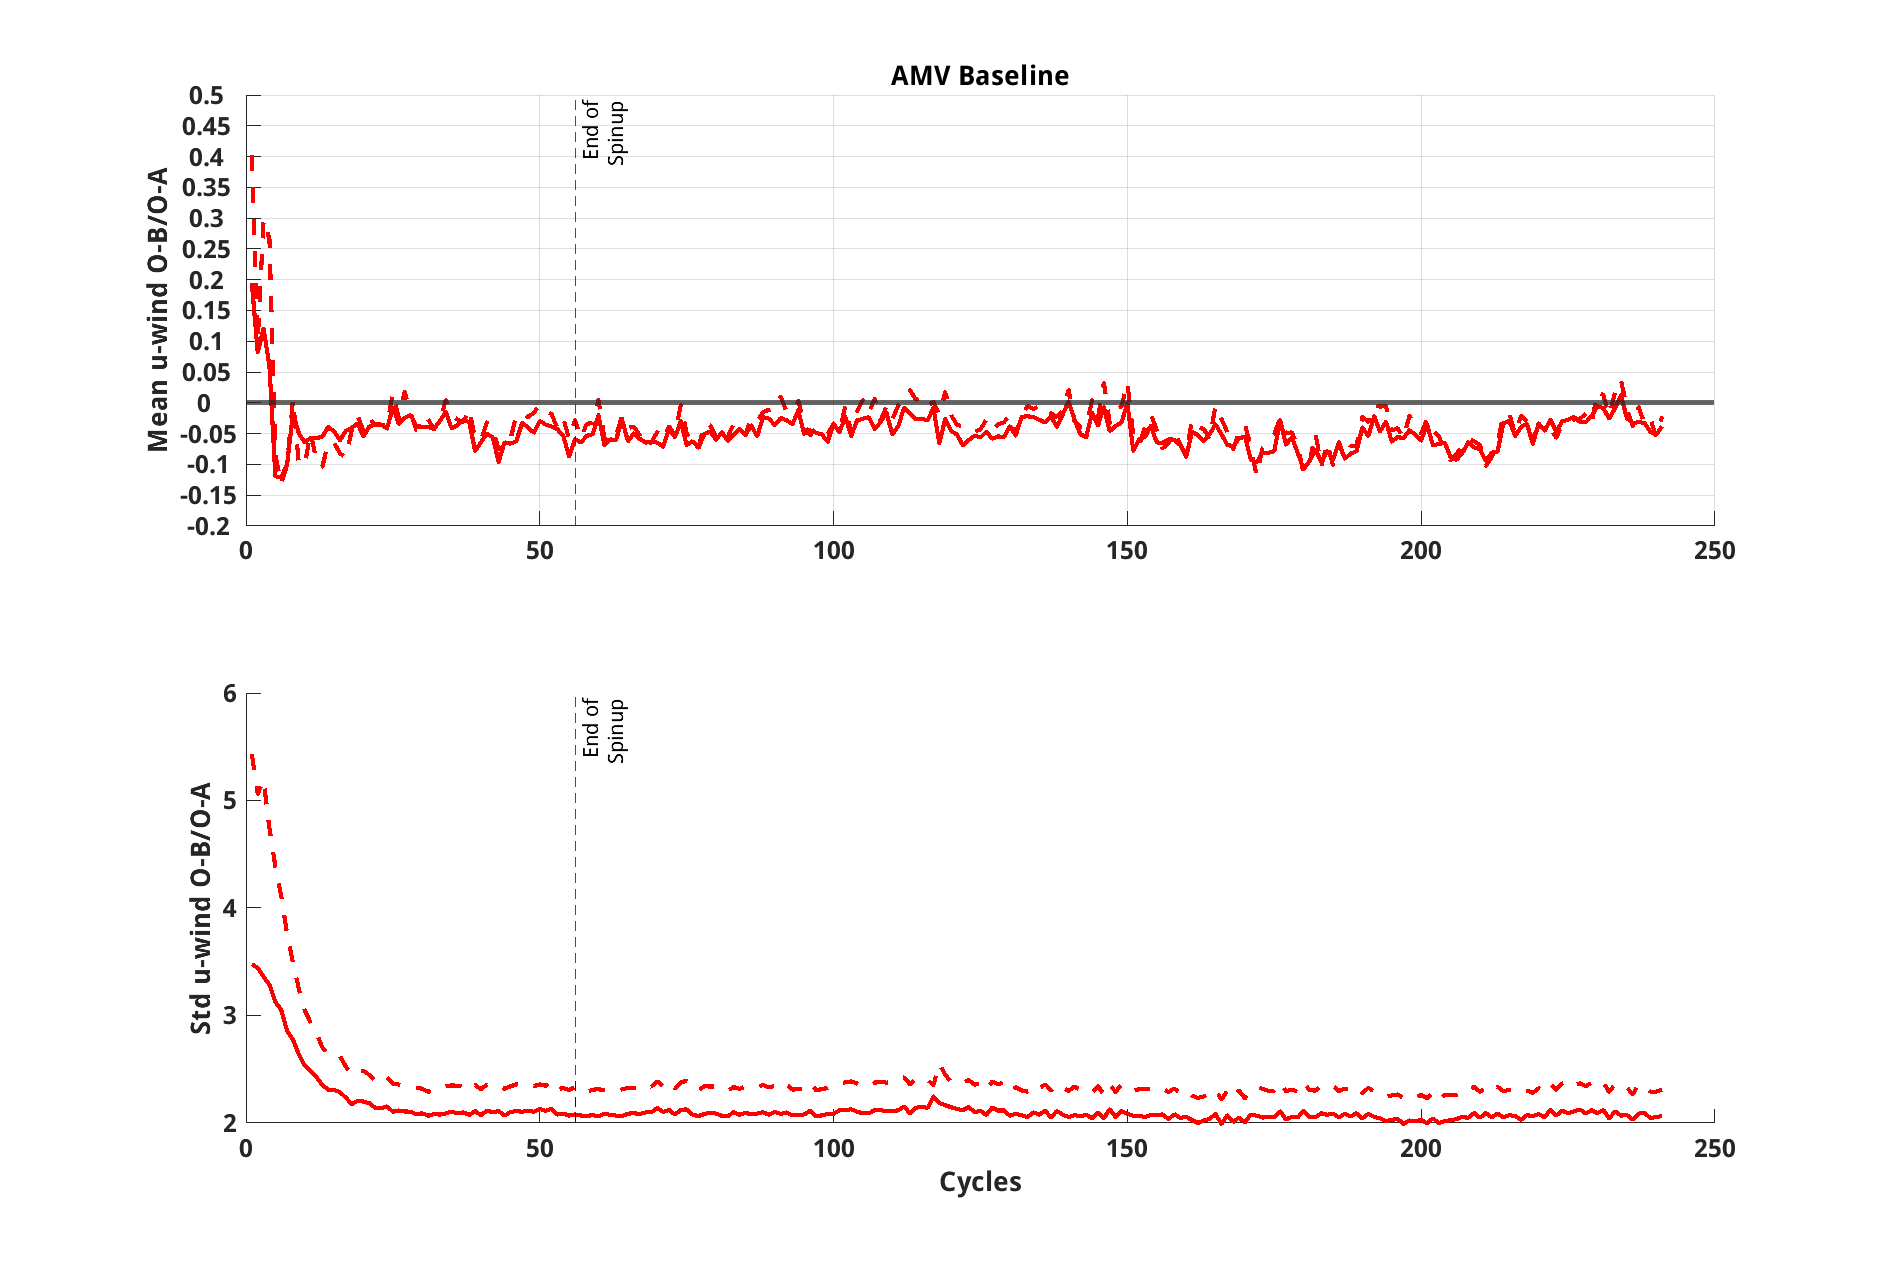 AMV Baseline
Mean u-wind O-B/O-A
0.5
0.45
0.4
0.35
0.3
0.25
0.2
0.15
0.1
0.05
0
-0.05
-0.1
-0.15
-0.2
End of
Spinup
0 50 100 150 200 250
Std u-wind O-B/O-A
6
5
4
3
2
End of
Spinup
0 50 100 150 200 250
Cycles